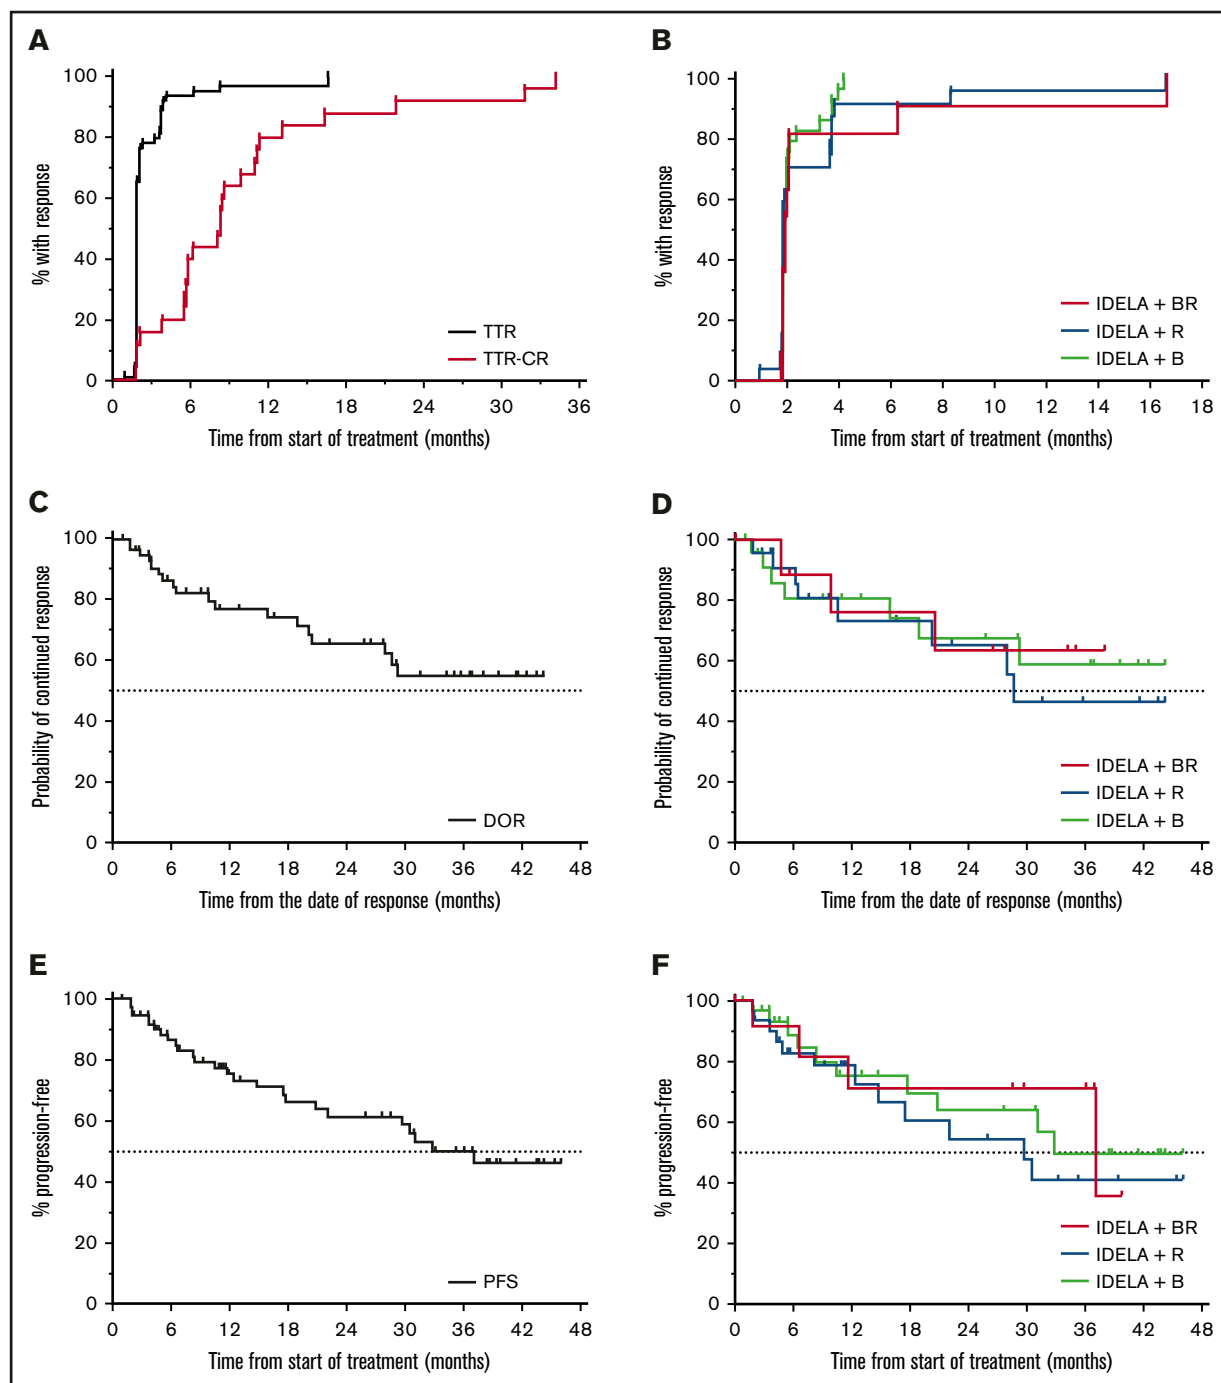 A
% with response
100
80
60
40
20
0
TTR
TTR-CR
0 6 12 18 24 30 36
Time from start of treatment (months)
B
% with response
100
80
60
40
20
0
IDELA + BR
IDELA + R
IDELA + B
0 2 4 6 8 10 12 14 16 18
Time from start of treatment (months)
C
Probability of continued response
100
80
60
40
20
0
DOR
0 6 12 18 24 30 36 42 48
Time from the date of response (months)
D
Probability of continued response
100
80
60
40
20
0
IDELA + BR
IDELA + R
IDELA + B
0 6 12 18 24 30 36 42 48
Time from the date of response (months)
E
% progression-free
100
80
60
40
20
0
PFS
0 6 12 18 24 30 36 42 48
Time from start of treatment (months)
F
% progression-free
100
80
60
40
20
0
IDELA + BR
IDELA + R
IDELA + B
0 6 12 18 24 30 36 42 48
Time from start of treatment (months)